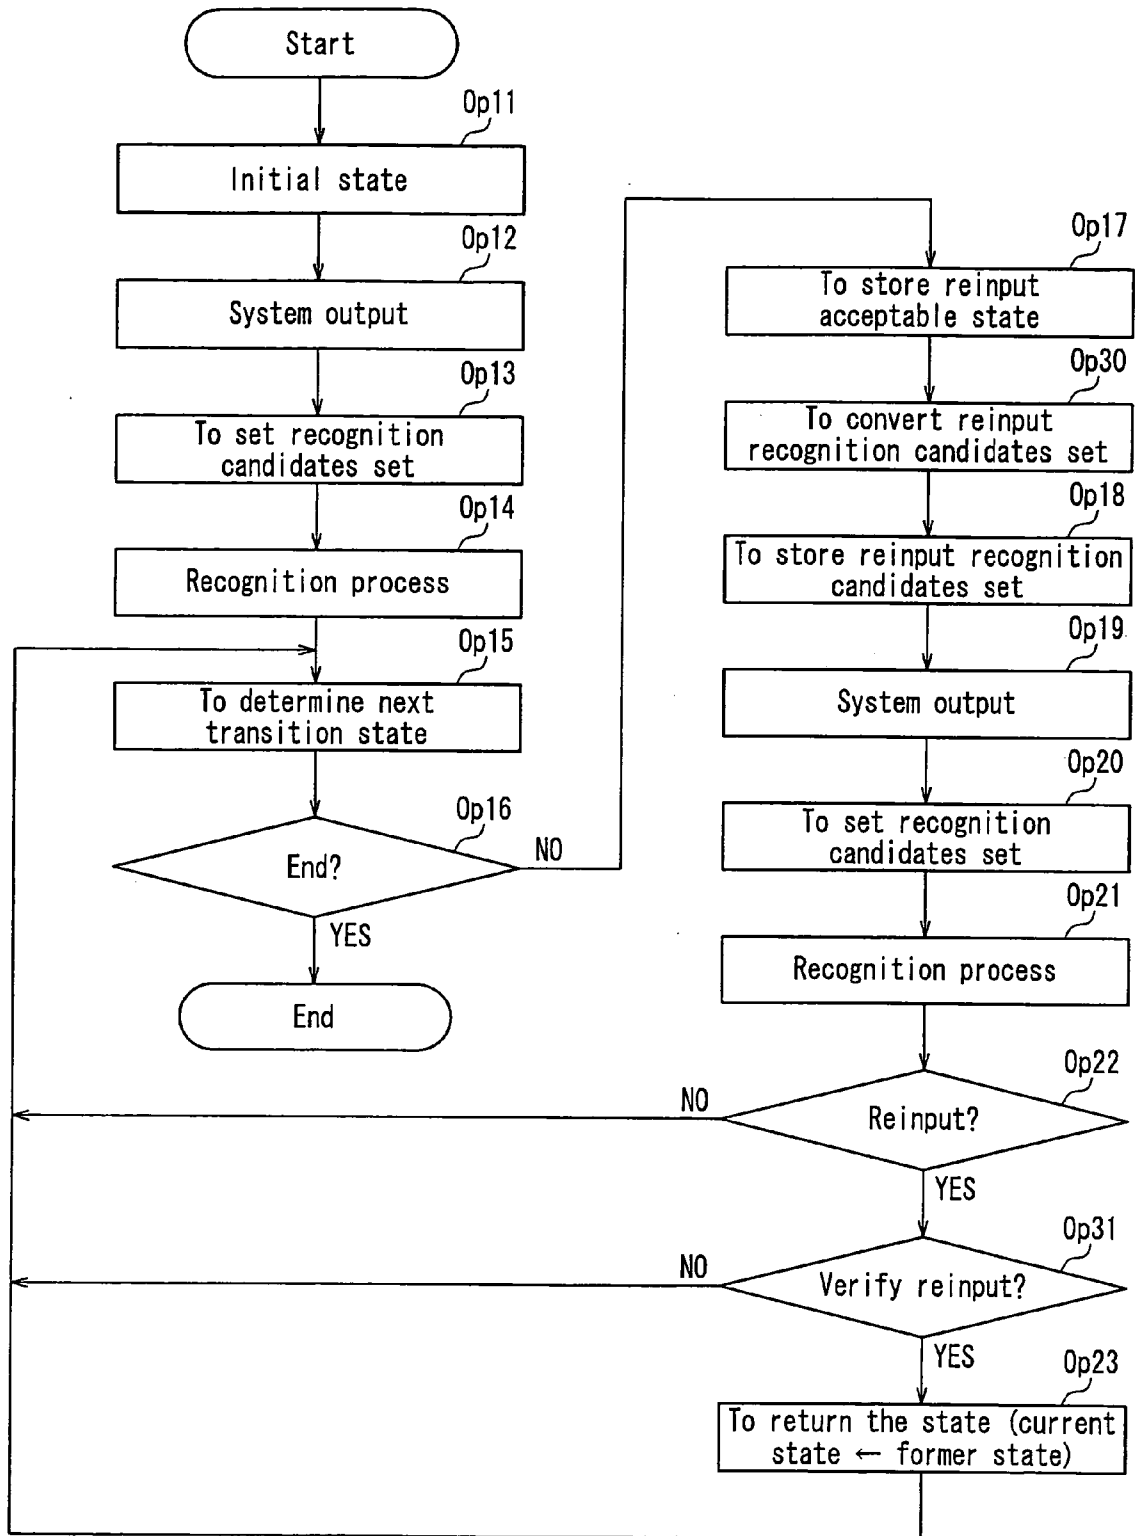 Start
Op11
Initial state
Op12
System output
Op13
To set recognition
candidates set
Op14
Recognition process
Op15
To determine next
transition state
Op16
End?
NO
YES
End
Op17
To store reinput
acceptable state
Op30
To convert reinput
recognition candidates set
Op18
To store reinput recognition
candidates set
Op19
System output
Op20
To set recognition
candidates set
Op21
Recognition process
Op22
Reinput?
NO
YES
Op31
Verify reinput?
NO
YES
Op23
To return the state (current
state ← former state)